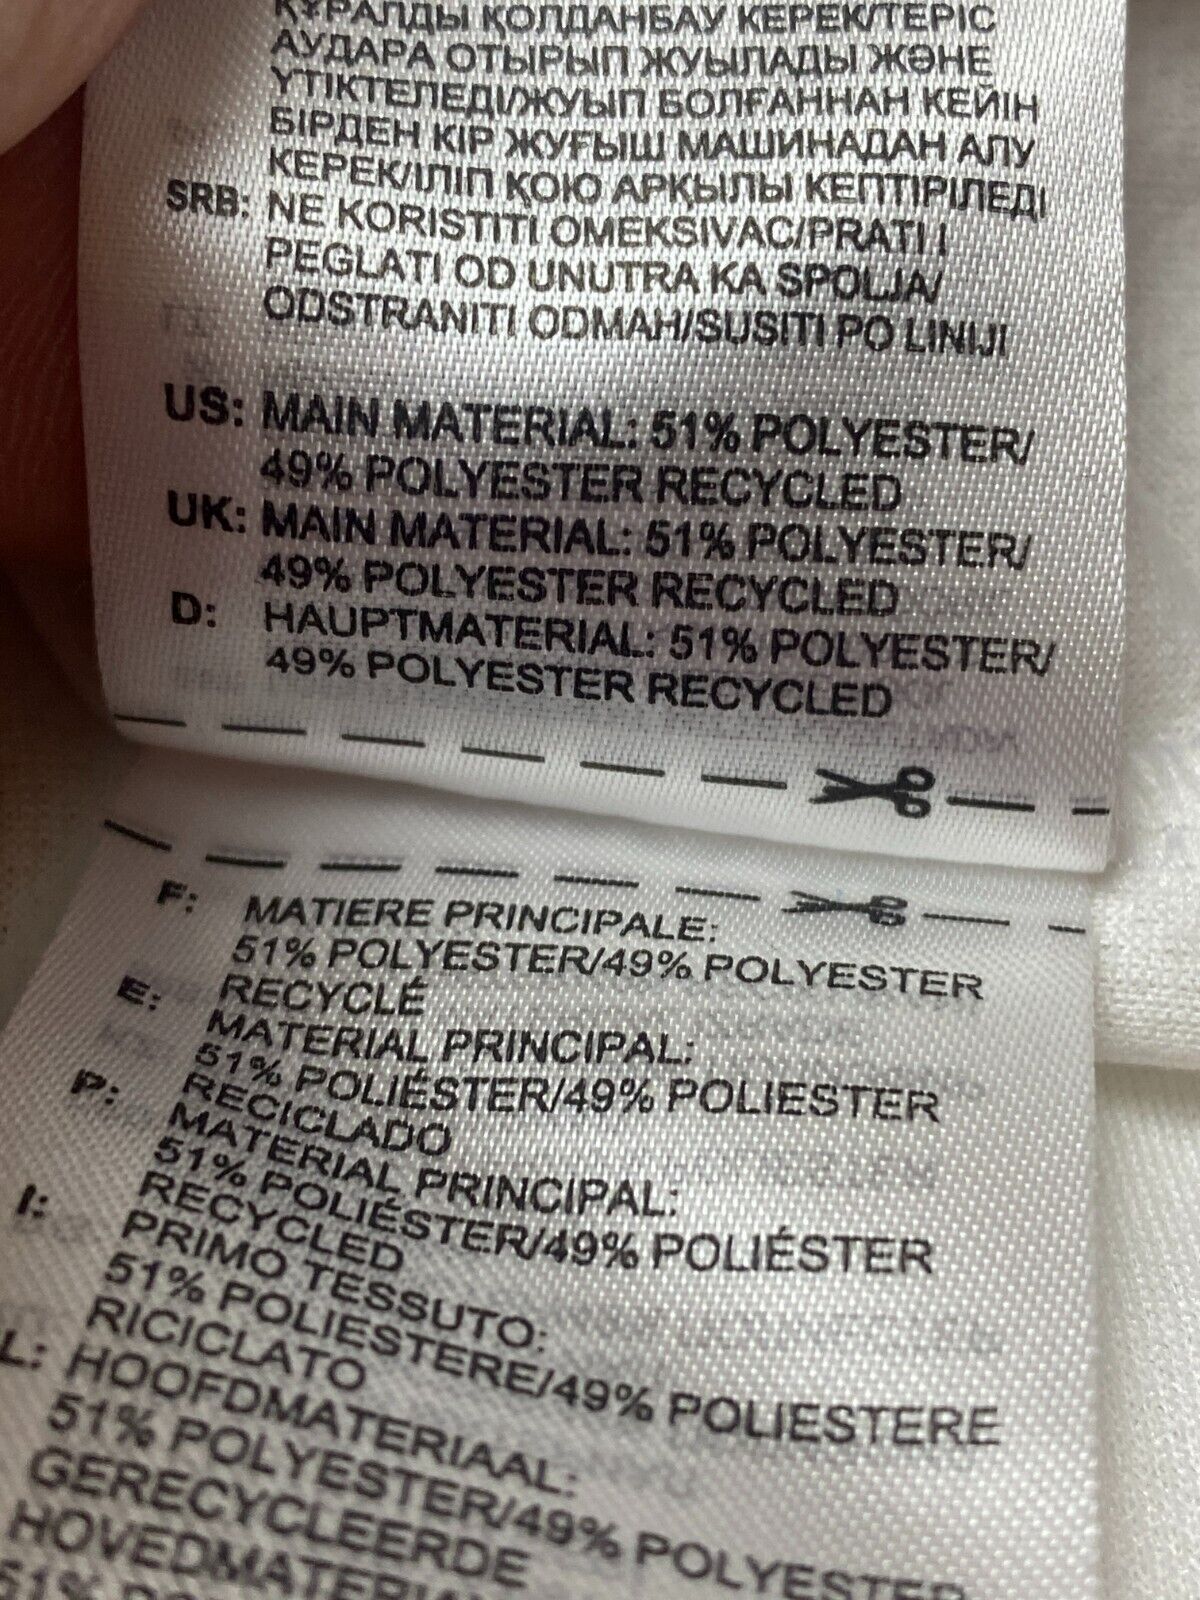 ҚҰРАЛДЫ ҚОЛДАНБАУ КЕРЕК/ТЕРІС
АУДАРА ОТЫРЫП ЖУЫЛАДЫ ЖӘНЕ
ҮТІКТЕЛЕДІ/ЖУЫП БОЛҒАННАН КЕЙІН
БІРДЕН КІР ЖУҒЫШ МАШИНАДАН АЛУ
КЕРЕК/ІЛІП ҚОЮ АРҚЫЛЫ КЕПТІРІЛЕДІ
SRB: NE KORISTITI OMEKSIVAC/PRATI I
PEGLATI OD UNUTRA KA SPOLJA/
ODSTRANITI ODMAH/SUSITI PO LINIJI
US: MAIN MATERIAL: 51% POLYESTER/
49% POLYESTER RECYCLED
UK: MAIN MATERIAL: 51% POLYESTER/
49% POLYESTER RECYCLED
D: HAUPTMATERIAL: 51% POLYESTER/
49% POLYESTER RECYCLED
F: MATIERE PRINCIPALE:
51% POLYESTER/49% POLYESTER
RECYCLÉ
E: MATERIAL PRINCIPAL:
51% POLIÉSTER/49% POLIESTER
RECICLADO
P: MATERIAL PRINCIPAL:
51% POLIÉSTER/49% POLIÉSTER
RECYCLED
I: PRIMO TESSUTO:
51% POLIESTERE/49% POLIESTERE
RICICLATO
L: HOOFDMATERIAAL:
51% POLYESTER/49% POLYESTER
GERECYCLEERDE
51%